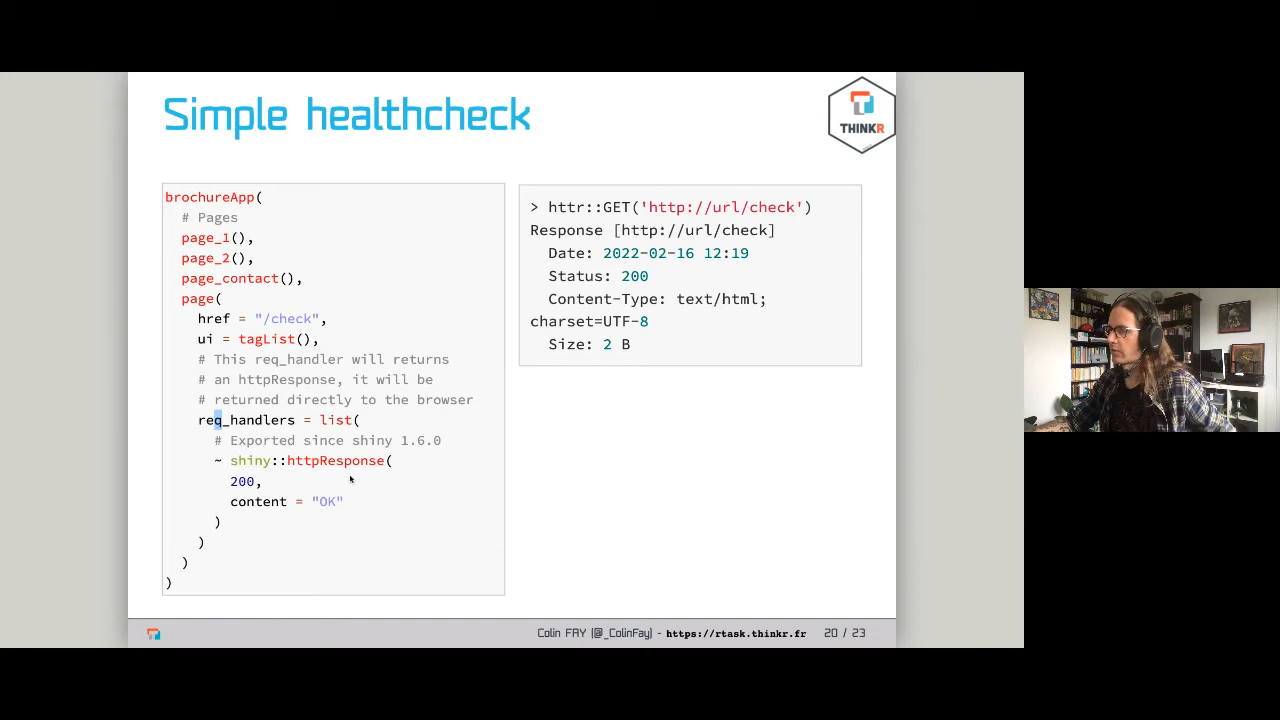 Simple healthcheck
THINKR
brochureApp(
# Pages
page_1(),
page_2(),
page_contact(),
page(
href = "/check",
ui = tagList(),
# This req_handler will returns
# an httpResponse, it will be
# returned directly to the browser
req_handlers = list(
# Exported since shiny 1.6.0
~ shiny::httpResponse(
200,
content = "OK"
)
)
)
)
> httr::GET('http://url/check')
Response [http://url/check]
Date: 2022-02-16 12:19
Status: 200
Content-Type: text/html;
charset=UTF-8
Size: 2 B
Colin FAY (@_ColinFay) - https://rtask.thinkr.fr 20 / 23